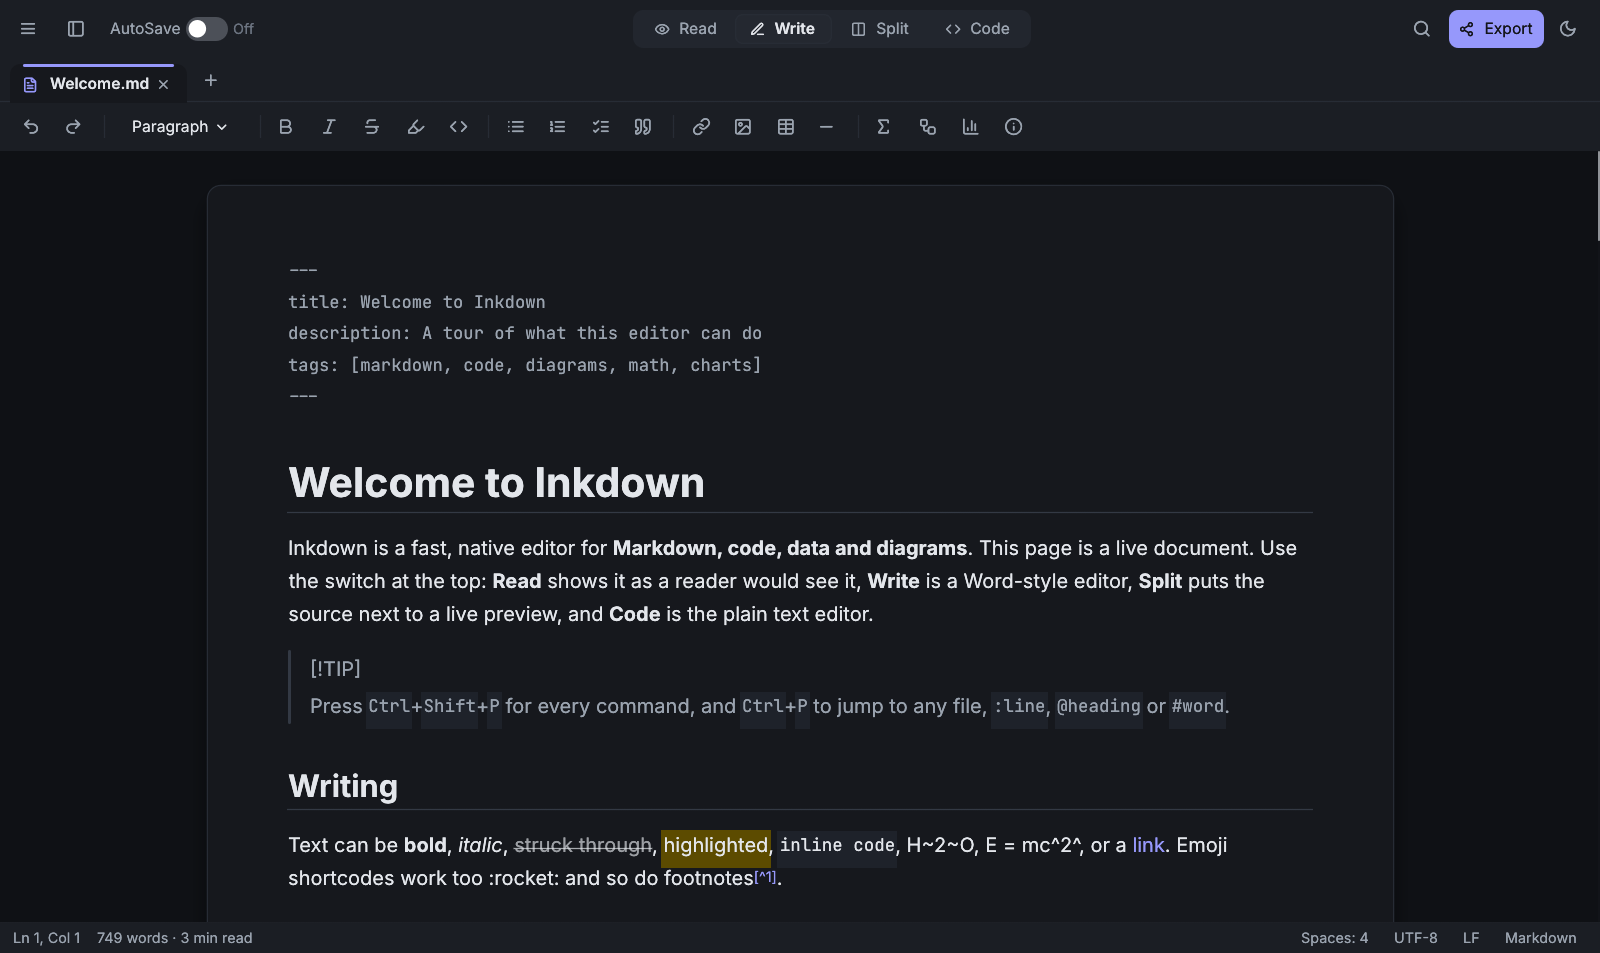 AutoSave Off Read Write Split Code Export
Welcome.md
Paragraph
---
title: Welcome to Inkdown
description: A tour of what this editor can do
tags: [markdown, code, diagrams, math, charts]
---
Welcome to Inkdown
Inkdown is a fast, native editor for Markdown, code, data and diagrams. This page is a live document. Use
the switch at the top: Read shows it as a reader would see it, Write is a Word-style editor, Split puts the
source next to a live preview, and Code is the plain text editor.
[!TIP]
Press Ctrl+Shift+P for every command, and Ctrl+P to jump to any file, :line, @heading or #word.
Writing
Text can be bold, italic, struck through, highlighted, inline code, H~2~O, E = mc^2^, or a link. Emoji
shortcodes work too :rocket: and so do footnotes[^1].
Ln 1, Col 1 749 words · 3 min read Spaces: 4 UTF-8 LF Markdown